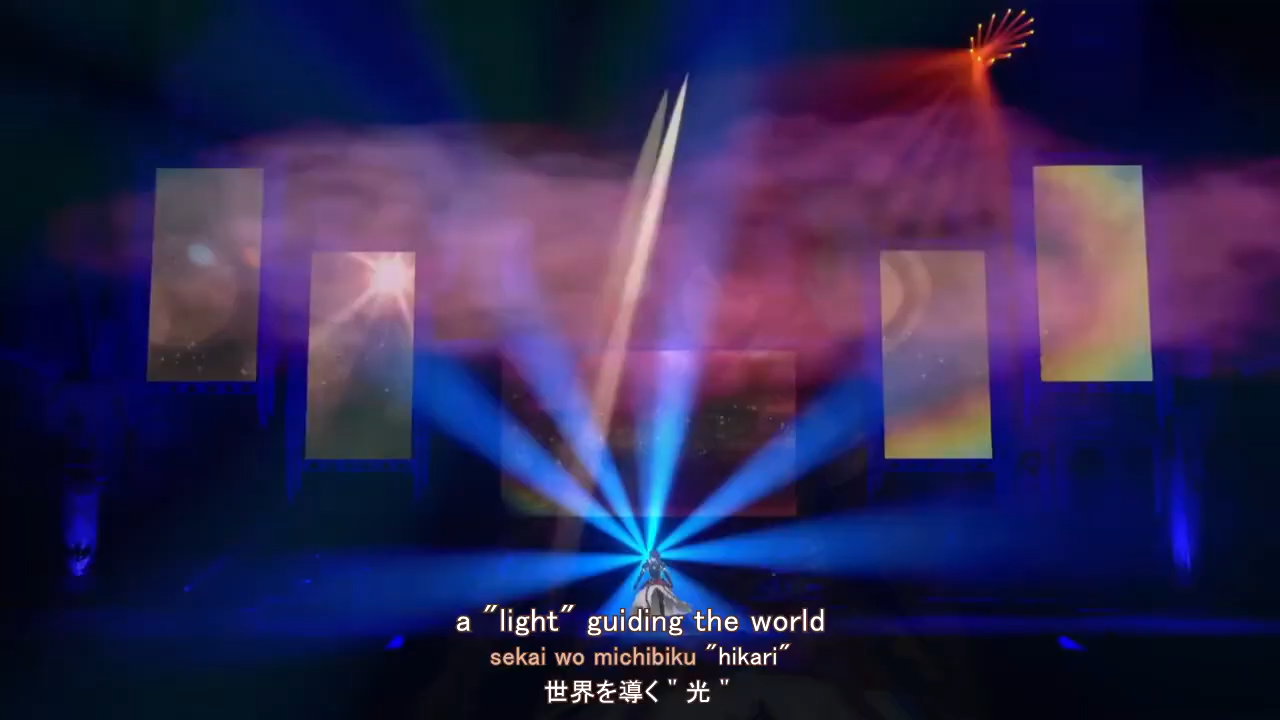 a "light" guiding the world
sekai wo michibiku "hikari"
世界を導く " 光 "